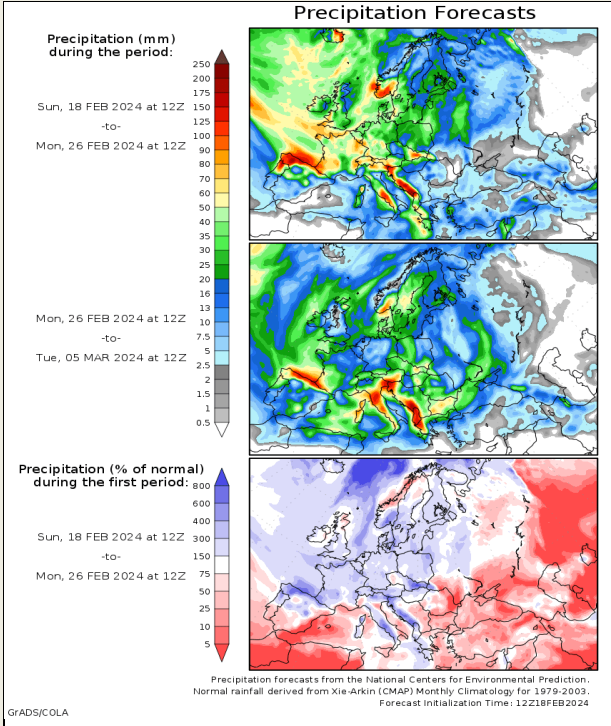 Precipitation Forecasts
Precipitation (mm)
during the period:
Sun, 18 FEB 2024 at 12Z
-to-
Mon, 26 FEB 2024 at 12Z
250
200
175
150
125
100
90
80
70
60
50
40
35
30
25
20
16
13
10
7.5
5
2.5
2
1.5
1
0.5
Mon, 26 FEB 2024 at 12Z
-to-
Tue, 05 MAR 2024 at 12Z
Precipitation (% of normal)
during the first period:
Sun, 18 FEB 2024 at 12Z
-to-
Mon, 26 FEB 2024 at 12Z
800
600
400
300
150
75
50
25
10
5
Precipitation forecasts from the National Centers for Environmental Prediction.
Normal rainfall derived from Xie-Arkin (CMAP) Monthly Climatology for 1979-2003.
Forecast Initialization Time: 12Z18FEB2024
GrADS/COLA